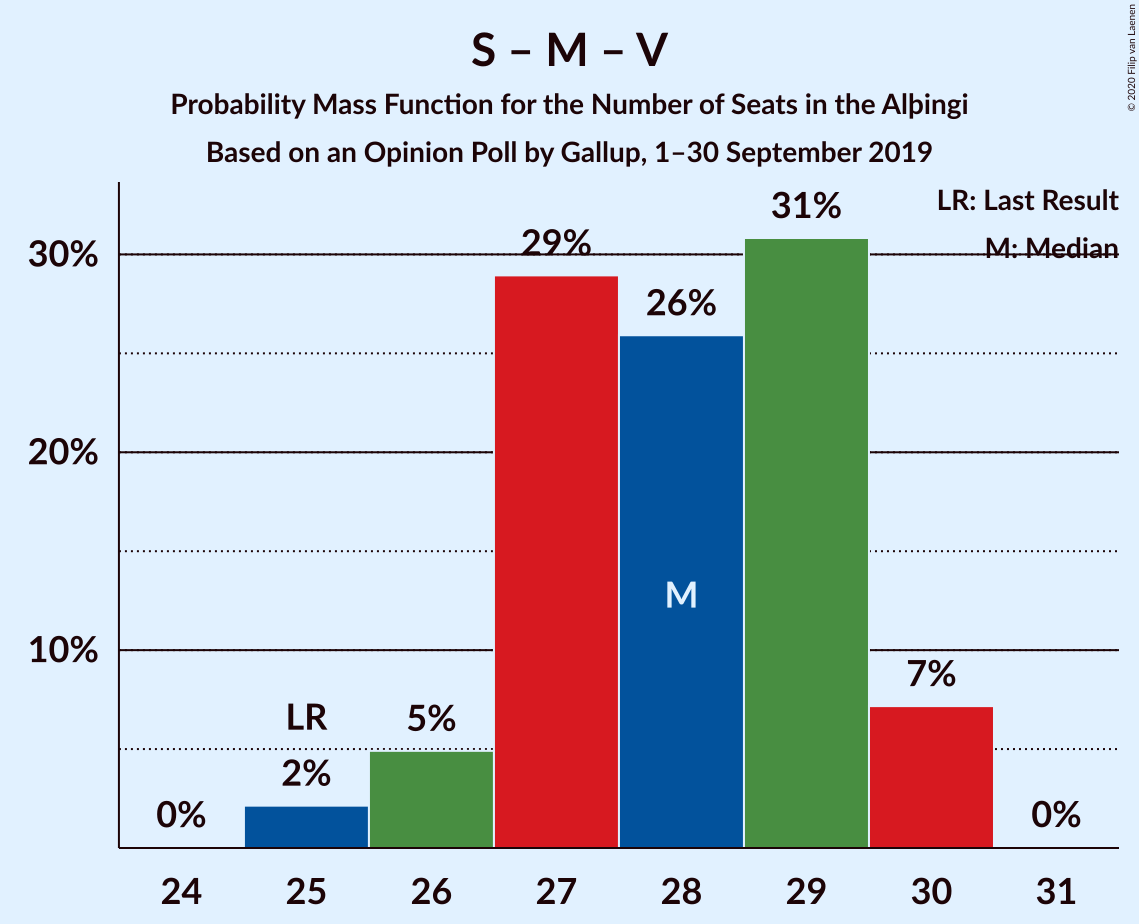 S – M – V
Probability Mass Function for the Number of Seats in the Alþingi
Based on an Opinion Poll by Gallup, 1–30 September 2019
© 2020 Filip van Laenen
LR: Last Result
M: Median
30%
20%
10%
0%
LR
2%
5%
29%
26%
M
31%
7%
0%
24 25 26 27 28 29 30 31